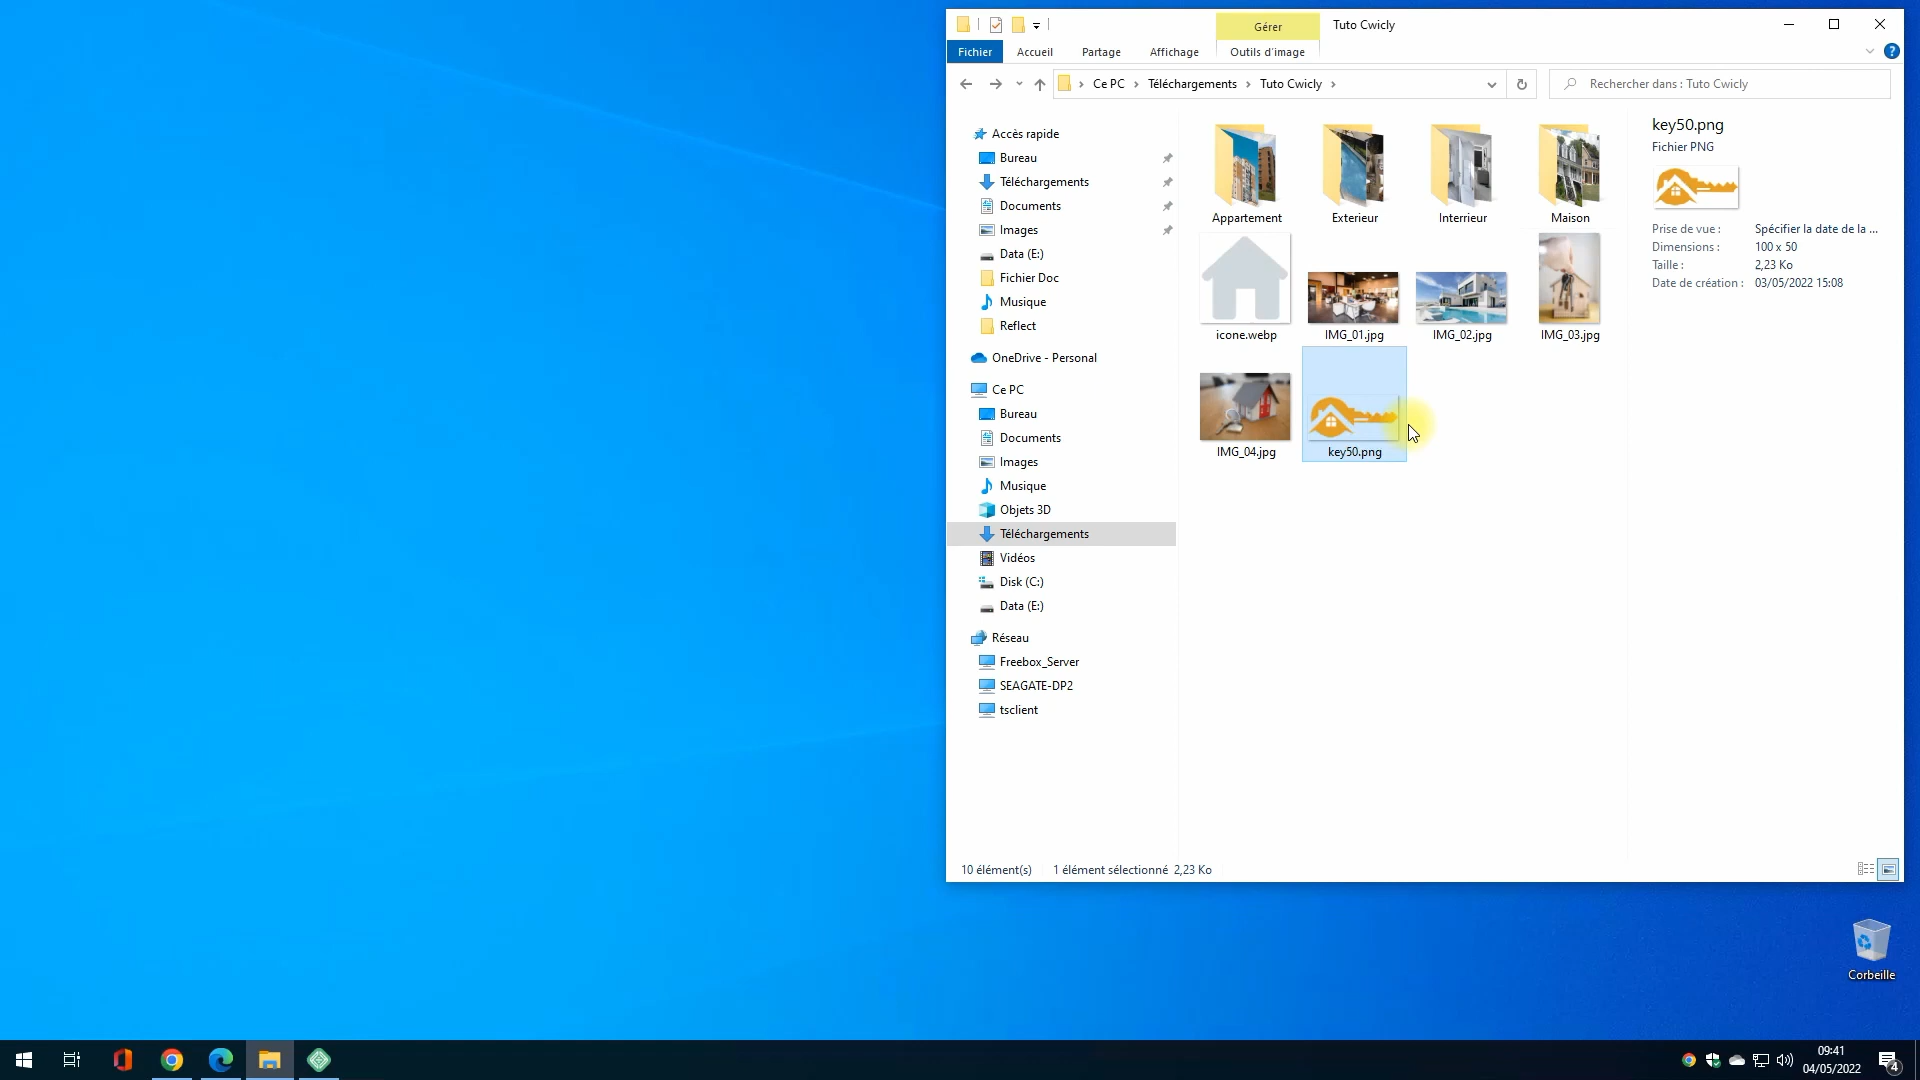 Gérer
Tuto Cwicly
Fichier
Accueil
Partage
Affichage
Outils d'image
Ce PC
Téléchargements
Tuto Cwicly
Rechercher dans : Tuto Cwicly
Accès rapide
Bureau
Téléchargements
Documents
Images
Data (E:)
Fichier Doc
Musique
Reflect
OneDrive - Personal
Ce PC
Bureau
Documents
Images
Musique
Objets 3D
Téléchargements
Vidéos
Disk (C:)
Data (E:)
Réseau
Freebox_Server
SEAGATE-DP2
tsclient
Appartement
Exterieur
Interrieur
Maison
icone.webp
IMG_01.jpg
IMG_02.jpg
IMG_03.jpg
IMG_04.jpg
key50.png
key50.png
Fichier PNG
Prise de vue : Spécifier la date de la ...
Dimensions : 100 x 50
Taille : 2,23 Ko
Date de création : 03/05/2022 15:08
10 élément(s) 1 élément sélectionné 2,23 Ko
Corbeille
09:41
04/05/2022
4